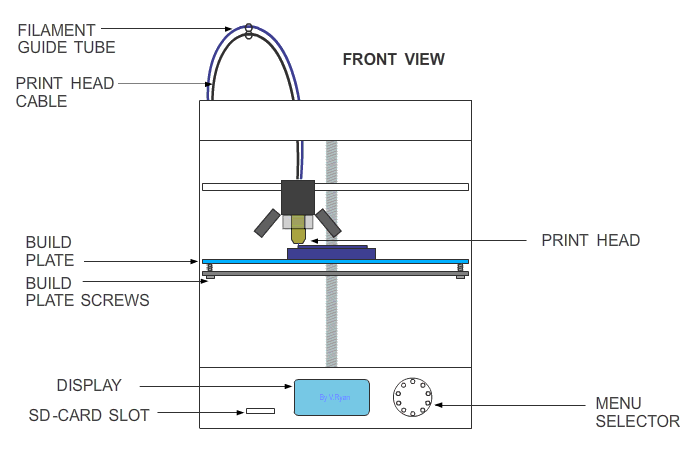 FILAMENT
GUIDE TUBE
FRONT VIEW
PRINT HEAD
CABLE
PRINT HEAD
BUILD
PLATE
BUILD
PLATE SCREWS
DISPLAY
By V.Ryan
SD-CARD SLOT
MENU
SELECTOR